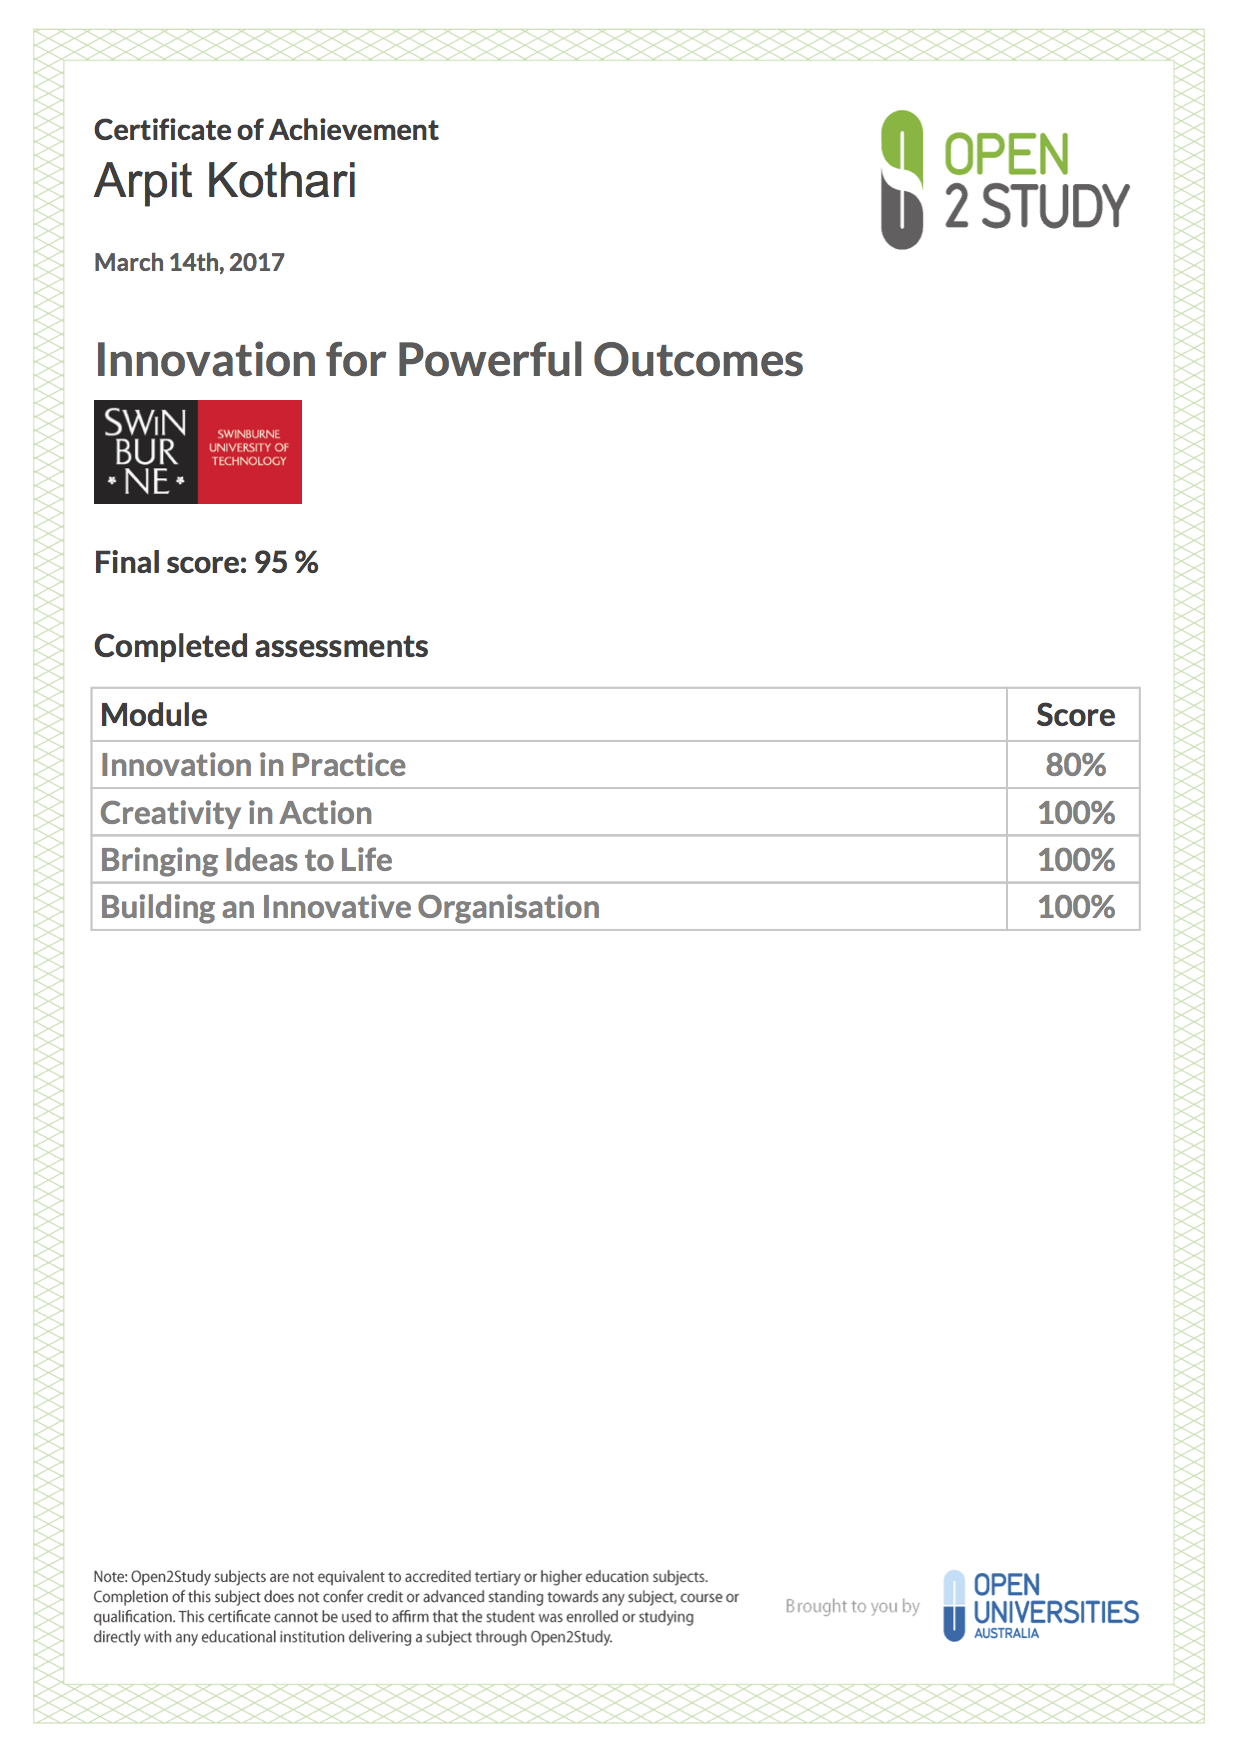 Certificate of Achievement
Arpit Kothari
March 14th, 2017
OPEN
2 STUDY
Innovation for Powerful Outcomes
SWiN
BUR
* NE *
SWINBURNE
UNIVERSITY OF
TECHNOLOGY
Final score: 95 %
Completed assessments
Module Score
Innovation in Practice 80%
Creativity in Action 100%
Bringing Ideas to Life 100%
Building an Innovative Organisation 100%
Note: Open2Study subjects are not equivalent to accredited tertiary or higher education subjects.
Completion of this subject does not confer credit or advanced standing towards any subject, course or
qualification. This certificate cannot be used to affirm that the student was enrolled or studying
directly with any educational institution delivering a subject through Open2Study.
Brought to you by
OPEN
UNIVERSITIES
AUSTRALIA